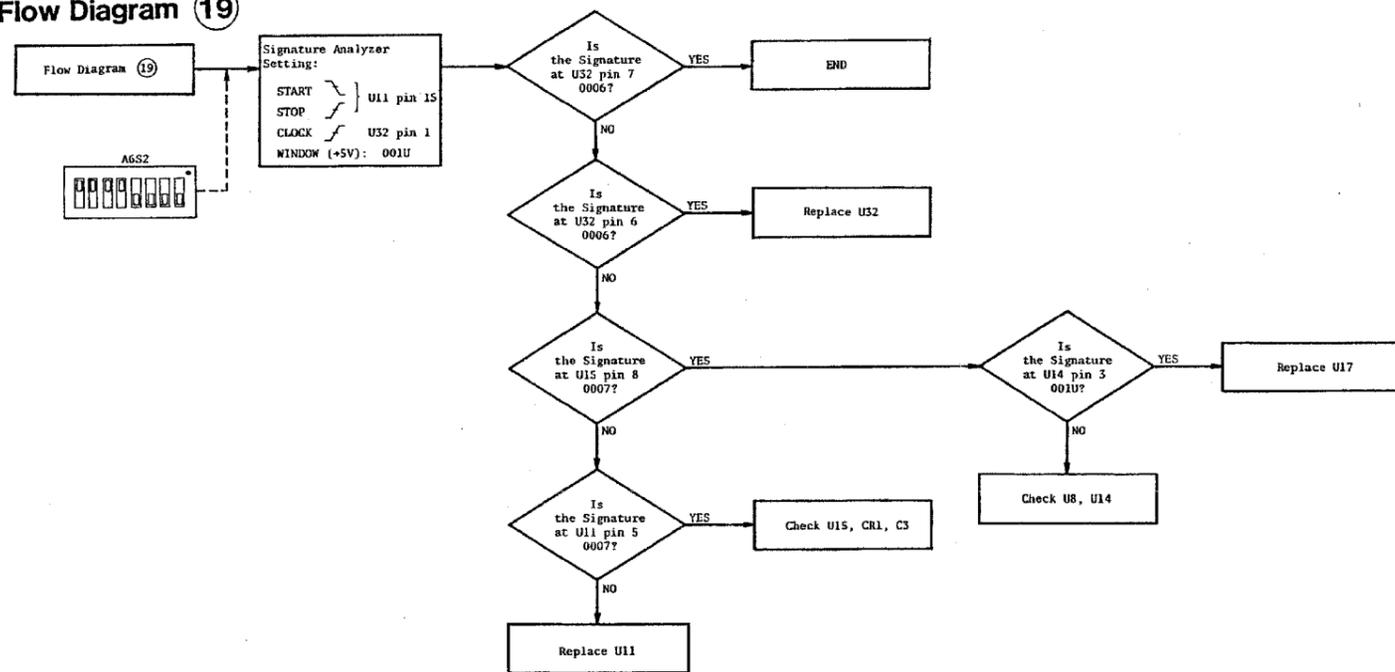 Flow Diagram 19
Flow Diagram 19
Signature Analyzer
Setting:
START
STOP
U11 pin 15
CLOCK
U32 pin 1
WINDOW (+5V): 001U
A6S2
Is
the Signature
at U32 pin 7
0006?
YES
END
NO
Is
the Signature
at U32 pin 6
0006?
YES
Replace U32
NO
Is
the Signature
at U15 pin 8
0007?
YES
Is
the Signature
at U14 pin 3
001U?
YES
Replace U17
NO
Check U8, U14
NO
Is
the Signature
at U11 pin 5
0007?
YES
Check U15, CR1, C3
NO
Replace U11